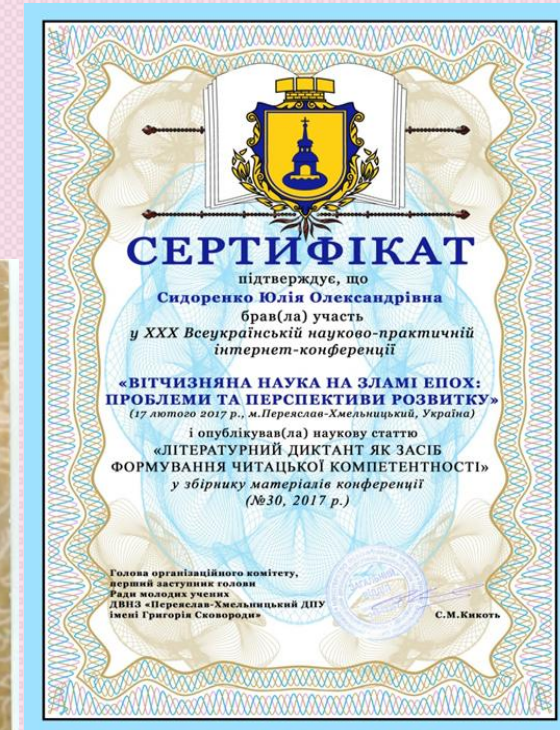 СЕРТИФІКАТ
підтверджує, що
Сидоренко Юлія Олександрівна
брав(ла) участь
у ХХХ Всеукраїнській науково-практичній
інтернет-конференції
«ВІТЧИЗНЯНА НАУКА НА ЗЛАМІ ЕПОХ:
ПРОБЛЕМИ ТА ПЕРСПЕКТИВИ РОЗВИТКУ»
(17 лютого 2017 р., м.Переяслав-Хмельницький, Україна)
і опублікував(ла) наукову статтю
«ЛІТЕРАТУРНИЙ ДИКТАНТ ЯК ЗАСІБ
ФОРМУВАННЯ ЧИТАЦЬКОЇ КОМПЕТЕНТНОСТІ»
у збірнику матеріалів конференції
(№30, 2017 р.)
Голова організаційного комітету,
перший заступник голови
Ради молодих учених
ДВНЗ «Переяслав-Хмельницький ДПУ
імені Григорія Сковороди»
С.М.Кикоть